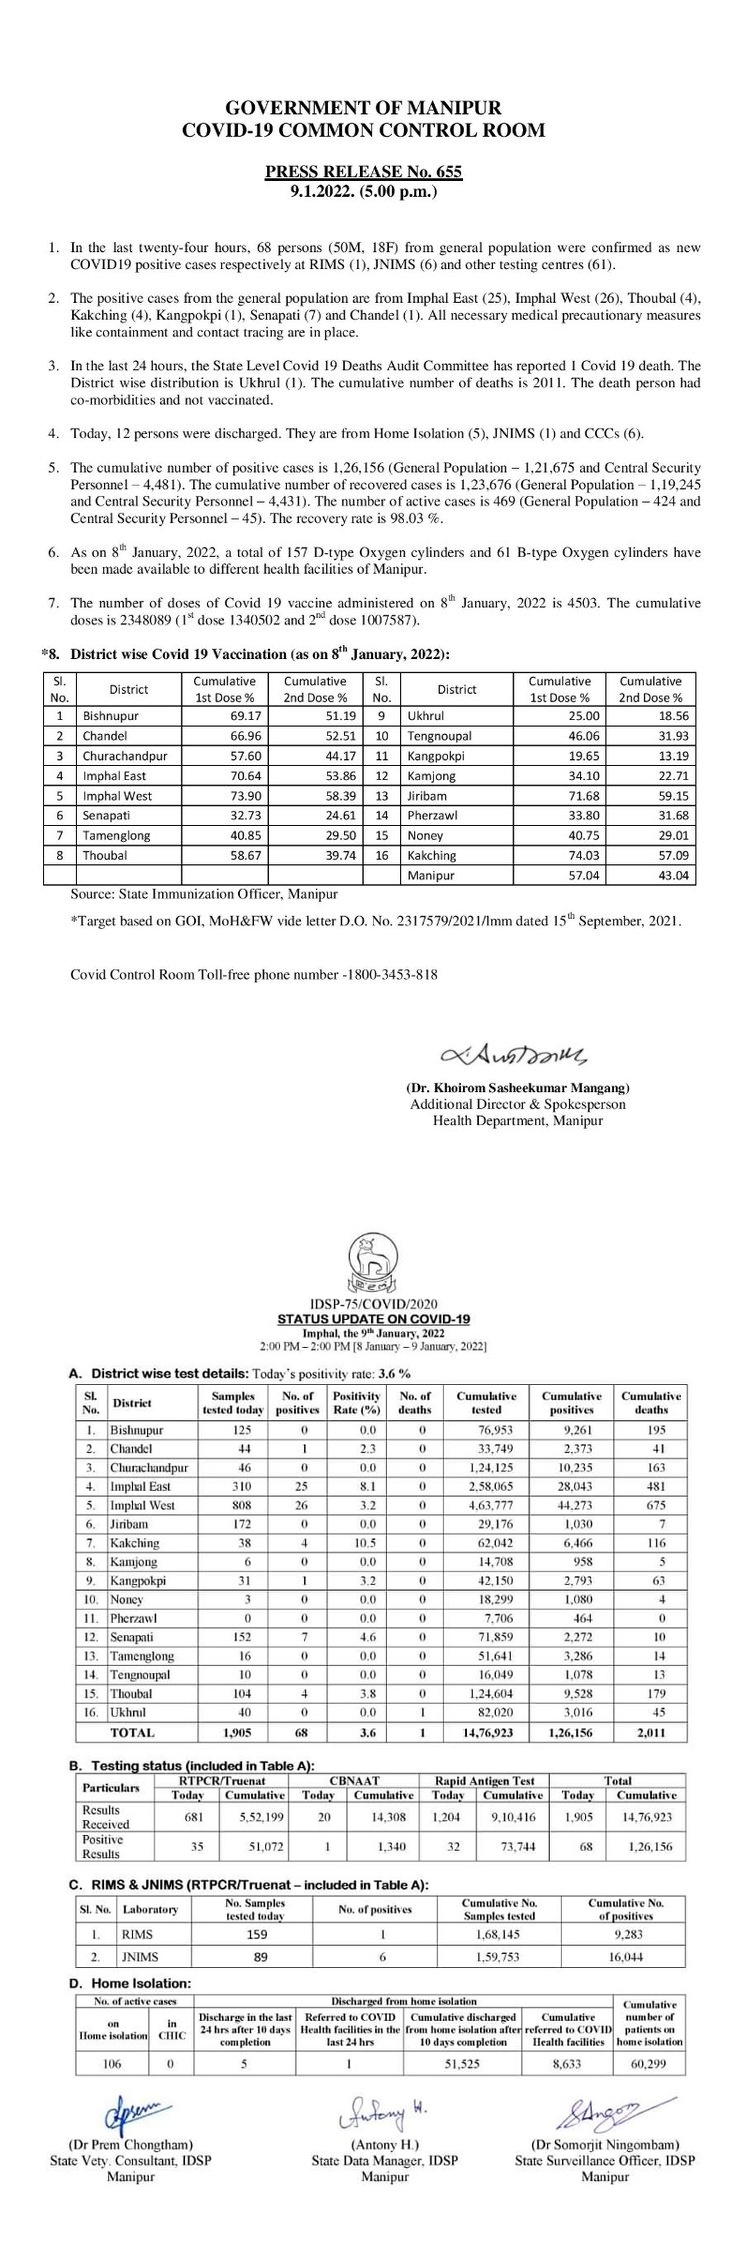 GOVERNMENT OF MANIPUR
COVID-19 COMMON CONTROL ROOM
PRESS RELEASE No. 655
9.1.2022. (5.00 p.m.)
1. In the last twenty-four hours, 68 persons (50M, 18F) from general population were confirmed as new
COVID19 positive cases respectively at RIMS (1), JNIMS (6) and other testing centres (61).
2. The positive cases from the general population are from Imphal East (25), Imphal West (26), Thoubal (4),
Kakching (4), Kangpokpi (1), Senapati (7) and Chandel (1). All necessary medical precautionary measures
like containment and contact tracing are in place.
3. In the last 24 hours, the State Level Covid 19 Deaths Audit Committee has reported 1 Covid 19 death. The
District wise distribution is Ukhrul (1). The cumulative number of deaths is 2011. The death person had
co-morbidities and not vaccinated.
4. Today, 12 persons were discharged. They are from Home Isolation (5), JNIMS (1) and CCCs (6).
5. The cumulative number of positive cases is 1,26,156 (General Population – 1,21,675 and Central Security
Personnel – 4,481). The cumulative number of recovered cases is 1,23,676 (General Population – 1,19,245
and Central Security Personnel – 4,431). The number of active cases is 469 (General Population – 424 and
Central Security Personnel – 45). The recovery rate is 98.03 %.
6. As on 8th January, 2022, a total of 157 D-type Oxygen cylinders and 61 B-type Oxygen cylinders have
been made available to different health facilities of Manipur.
7. The number of doses of Covid 19 vaccine administered on 8th January, 2022 is 4503. The cumulative
doses is 2348089 (1st dose 1340502 and 2nd dose 1007587).
*8. District wise Covid 19 Vaccination (as on 8th January, 2022):
Sl. No. District Cumulative 1st Dose % Cumulative 2nd Dose % Sl. No. District Cumulative 1st Dose % Cumulative 2nd Dose %
1 Bishnupur 69.17 51.19 9 Ukhrul 25.00 18.56
2 Chandel 66.96 52.51 10 Tengnoupal 46.06 31.93
3 Churachandpur 57.60 44.17 11 Kangpokpi 19.65 13.19
4 Imphal East 70.64 53.86 12 Kamjong 34.10 22.71
5 Imphal West 73.90 58.39 13 Jiribam 71.68 59.15
6 Senapati 32.73 24.61 14 Pherzawl 33.80 31.68
7 Tamenglong 40.85 29.50 15 Noney 40.75 29.01
8 Thoubal 58.67 39.74 16 Kakching 74.03 57.09
Manipur 57.04 43.04
Source: State Immunization Officer, Manipur
*Target based on GOI, MoH&FW vide letter D.O. No. 2317579/2021/Imm dated 15th September, 2021.
Covid Control Room Toll-free phone number -1800-3453-818
(Dr. Khoirom Sasheekumar Mangang)
Additional Director & Spokesperson
Health Department, Manipur
IDSP-75/COVID/2020
STATUS UPDATE ON COVID-19
Imphal, the 9th January, 2022
2:00 PM – 2:00 PM [8 January – 9 January, 2022]
A. District wise test details: Today's positivity rate: 3.6 %
Sl. No. District Samples tested today No. of positives Positivity Rate (%) No. of deaths Cumulative tested Cumulative positives Cumulative deaths
1. Bishnupur 125 0 0.0 0 76,953 9,261 195
2. Chandel 44 1 2.3 0 33,749 2,373 41
3. Churachandpur 46 0 0.0 0 1,24,125 10,235 163
4. Imphal East 310 25 8.1 0 2,58,065 28,043 481
5. Imphal West 808 26 3.2 0 4,63,777 44,273 675
6. Jiribam 172 0 0.0 0 29,176 1,030 7
7. Kakching 38 4 10.5 0 62,042 6,466 116
8. Kamjong 6 0 0.0 0 14,708 958 5
9. Kangpokpi 31 1 3.2 0 42,150 2,793 63
10. Noney 3 0 0.0 0 18,299 1,080 4
11. Pherzawl 0 0 0.0 0 7,706 464 0
12. Senapati 152 7 4.6 0 71,859 2,272 10
13. Tamenglong 16 0 0.0 0 51,641 3,286 14
14. Tengnoupal 10 0 0.0 0 16,049 1,078 13
15. Thoubal 104 4 3.8 0 1,24,604 9,528 179
16. Ukhrul 40 0 0.0 1 82,020 3,016 45
TOTAL 1,905 68 3.6 1 14,76,923 1,26,156 2,011
B. Testing status (included in Table A):
Particulars RTPCR/Truenat CBNAAT Rapid Antigen Test Total
Today Cumulative Today Cumulative Today Cumulative Today Cumulative
Results Received 681 5,52,199 20 14,308 1,204 9,10,416 1,905 14,76,923
Positive Results 35 51,072 1 1,340 32 73,744 68 1,26,156
C. RIMS & JNIMS (RTPCR/Truenat – included in Table A):
Sl. No. Laboratory No. Samples tested today No. of positives Cumulative No. Samples tested Cumulative No. of positives
1. RIMS 159 1 1,68,145 9,283
2. JNIMS 89 6 1,59,753 16,044
D. Home Isolation:
No. of active cases Discharged from home isolation Cumulative number of patients on home isolation
on Home isolation in CHIC Discharge in the last 24 hrs after 10 days completion Referred to COVID Health facilities in the last 24 hrs Cumulative discharged from home isolation after 10 days completion Cumulative referred to COVID Health facilities
106 0 5 1 51,525 8,633 60,299
Antony H.
(Dr Prem Chongtham) (Antony H.) (Dr Somorjit Ningombam)
State Vety. Consultant, IDSP State Data Manager, IDSP State Surveillance Officer, IDSP
Manipur Manipur Manipur